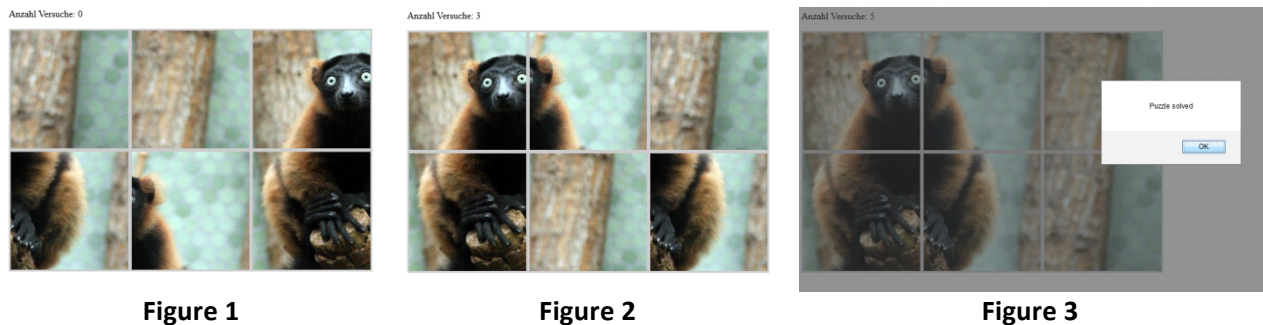 Anzahl Versuche: 0
Anzahl Versuche: 3
Anzahl Versuche: 5
Puzzle solved
OK
Figure 1
Figure 2
Figure 3